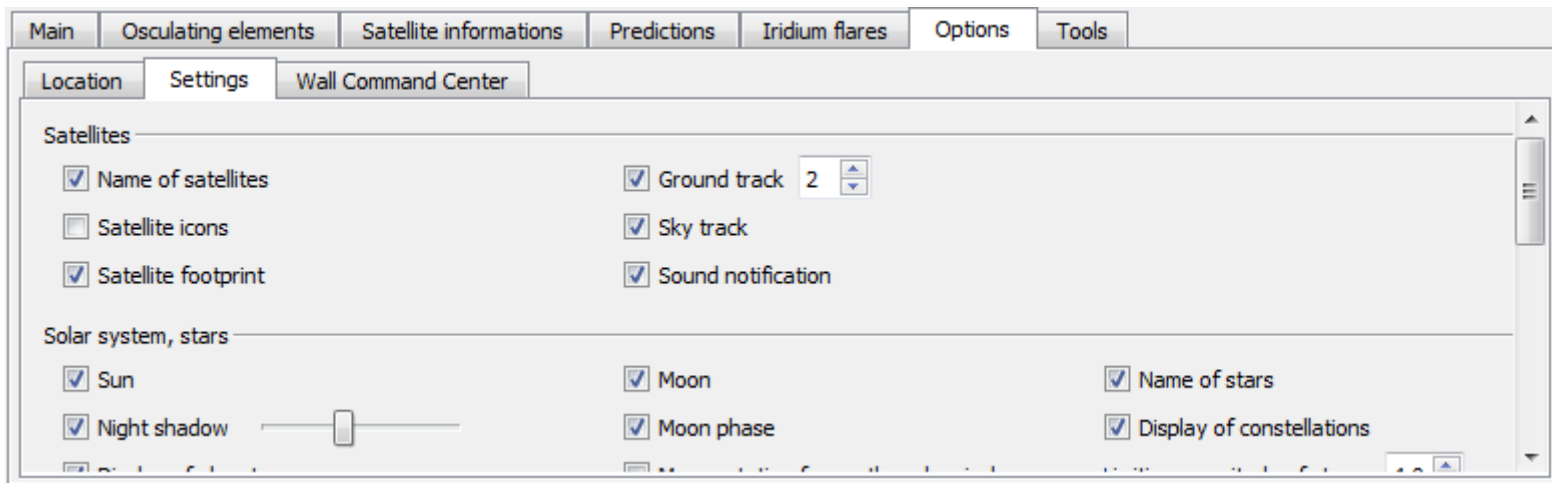 Main Osculating elements Satellite informations Predictions Iridium flares Options Tools
Location Settings Wall Command Center
Satellites
Name of satellites Ground track 2
Satellite icons Sky track
Satellite footprint Sound notification
Solar system, stars
Sun Moon Name of stars
Night shadow Moon phase Display of constellations